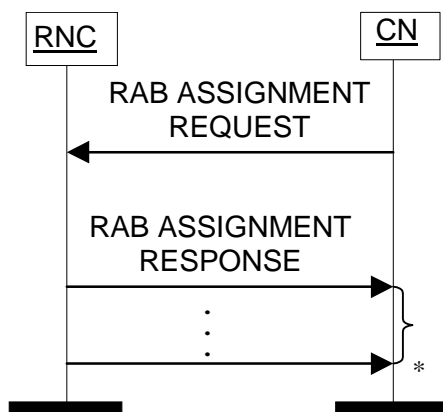 RNC
CN
RAB ASSIGNMENT
REQUEST
RAB ASSIGNMENT
RESPONSE
.
.
.
*